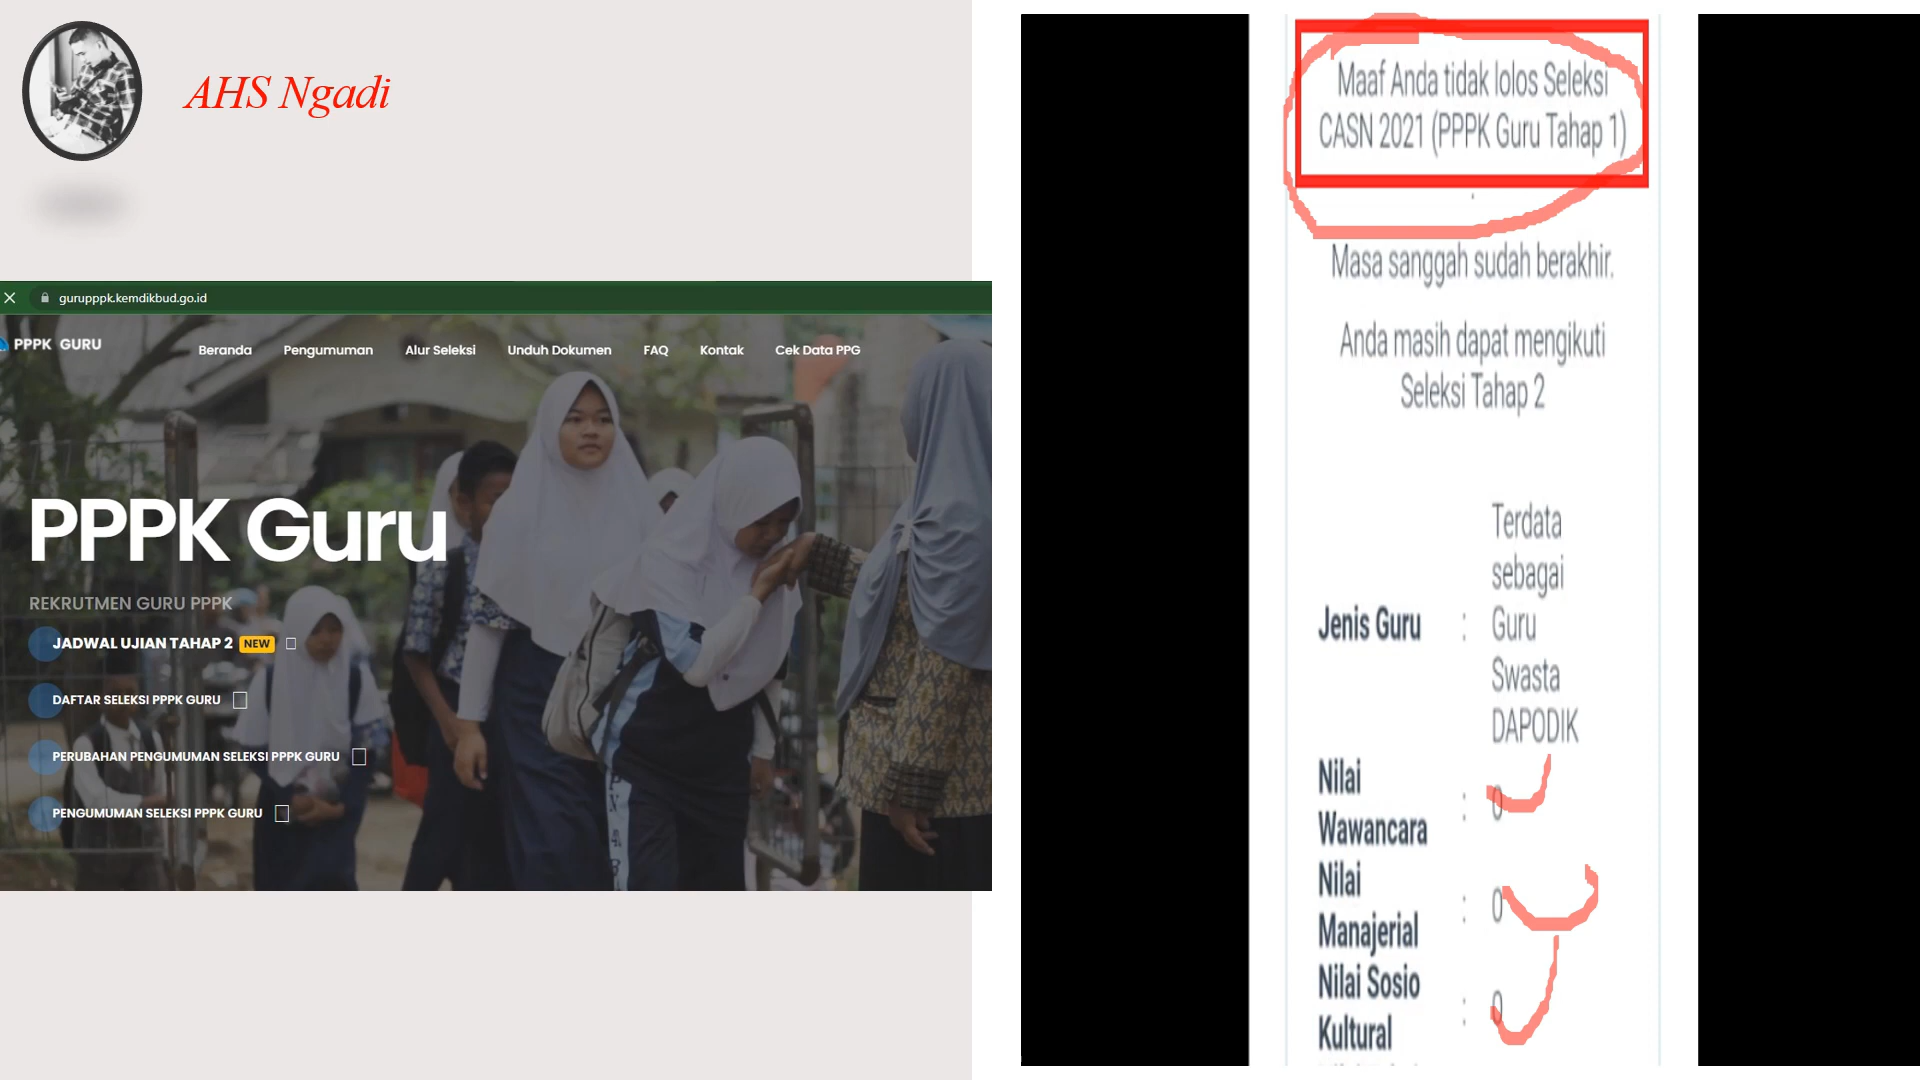 AHS Ngadi
gurupppk.kemdikbud.go.id
PPPK GURU
Beranda Pengumuman Alur Seleksi Unduh Dokumen FAQ Kontak Cek Data PPG
PPPK Guru
REKRUTMEN GURU PPPK
JADWAL UJIAN TAHAP 2 NEW
DAFTAR SELEKSI PPPK GURU
PERUBAHAN PENGUMUMAN SELEKSI PPPK GURU
PENGUMUMAN SELEKSI PPPK GURU
Maaf Anda tidak lolos Seleksi
CASN 2021 (PPPK Guru Tahap 1)
.
Masa sanggah sudah berakhir.
Anda masih dapat mengikuti
Seleksi Tahap 2
Jenis Guru : Terdata
sebagai
Guru
Swasta
DAPODIK
Nilai
Wawancara : 0
Nilai
Manajerial : 0
Nilai Sosio
Kultural : 0